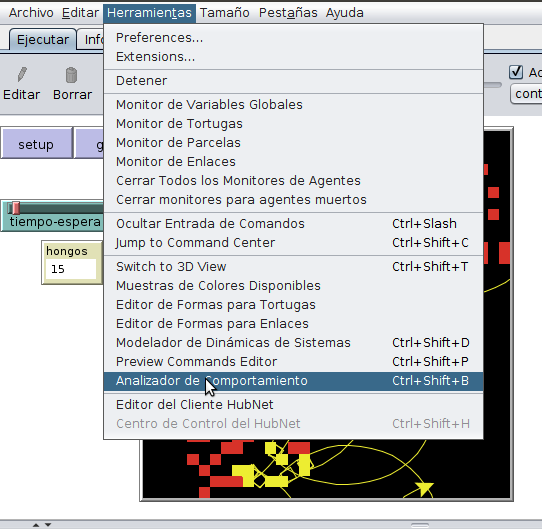 Archivo Editar Herramientas Tamaño Pestañas Ayuda
Ejecutar
Preferences...
Extensions...
Detener
Editar Borrar
Monitor de Variables Globales
Monitor de Tortugas
Monitor de Parcelas
Monitor de Enlaces
Cerrar Todos los Monitores de Agentes
Cerrar monitores para agentes muertos
setup
tiempo-espera
hongos
15
Ocultar Entrada de Comandos Ctrl+Slash
Jump to Command Center Ctrl+Shift+C
Switch to 3D View Ctrl+Shift+T
Muestras de Colores Disponibles
Editor de Formas para Tortugas
Editor de Formas para Enlaces
Modelador de Dinámicas de Sistemas Ctrl+Shift+D
Preview Commands Editor Ctrl+Shift+P
Analizador de Comportamiento Ctrl+Shift+B
Editor del Cliente HubNet
Centro de Control del HubNet Ctrl+Shift+H